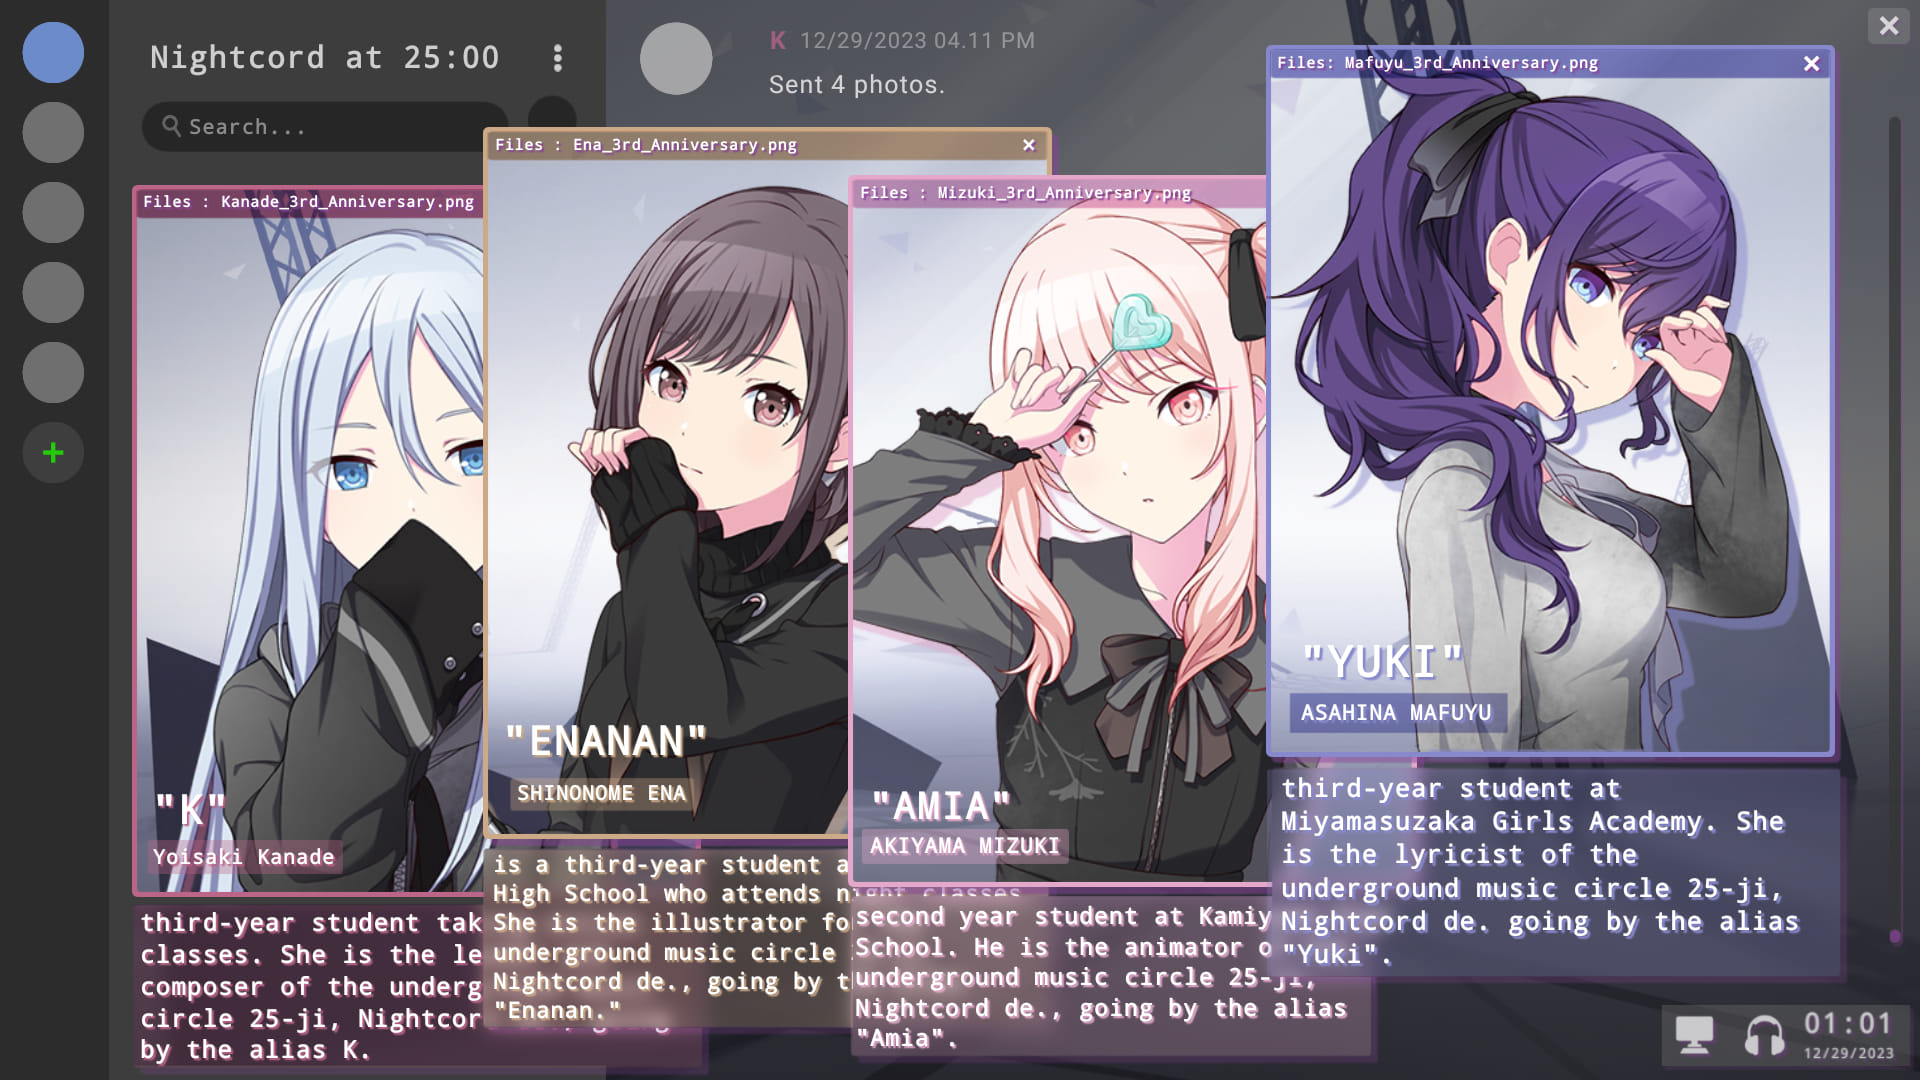 Nightcord at 25:00
Search...
K 12/29/2023 04.11 PM
Sent 4 photos.
Files : Kanade_3rd_Anniversary.png
"K"
Yoisaki Kanade
third-year student tak
classes. She is the le
composer of the underg
circle 25-ji, Nightcor
by the alias K.
Files : Ena_3rd_Anniversary.png
"ENANAN"
SHINONOME ENA
is a third-year student a
High School who attends night classes
She is the illustrator fo
underground music circle
Nightcord de., going by t
"Enanan."
Files : Mizuki_3rd_Anniversary.png
"AMIA"
AKIYAMA MIZUKI
second year student at Kamiy
School. He is the animator o
underground music circle 25-ji,
Nightcord de., going by the alias
"Amia".
Files: Mafuyu_3rd_Anniversary.png
"YUKI"
ASAHINA MAFUYU
third-year student at
Miyamasuzaka Girls Academy. She
is the lyricist of the
underground music circle 25-ji,
Nightcord de. going by the alias
"Yuki".
01:01
12/29/2023